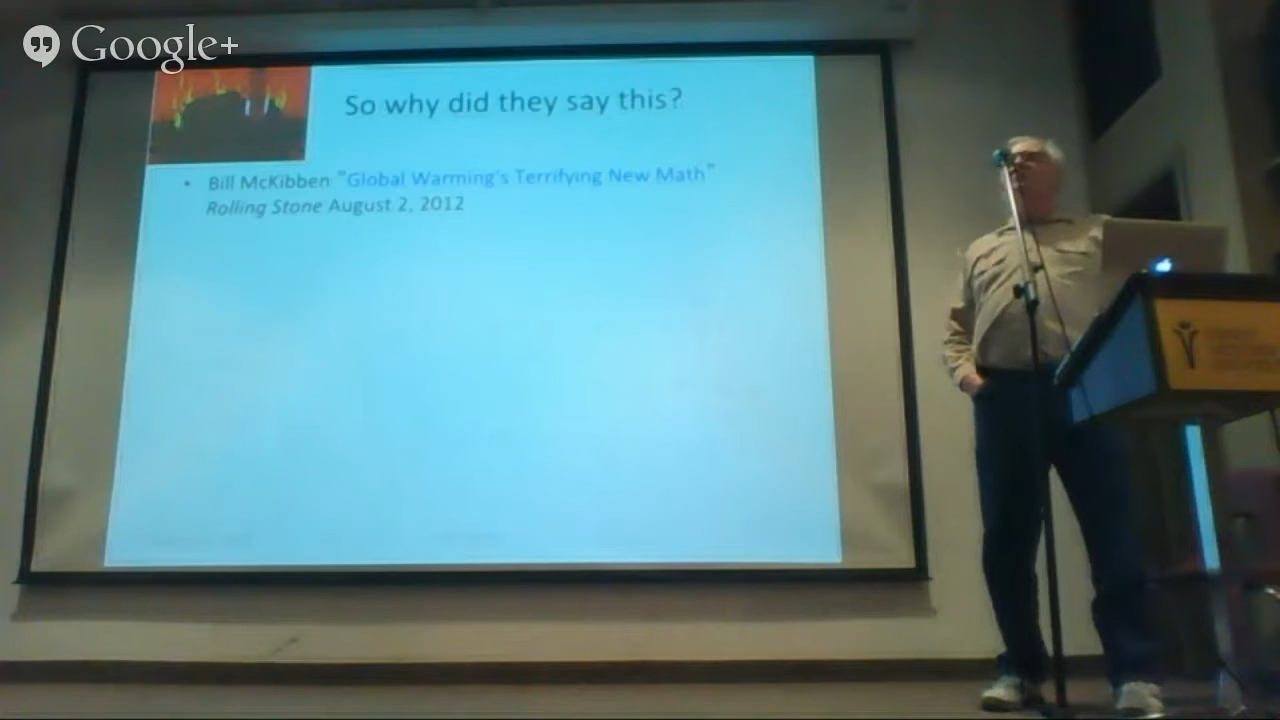 Google+
So why did they say this?
• Bill McKibben "Global Warming's Terrifying New Math"
Rolling Stone August 2, 2012